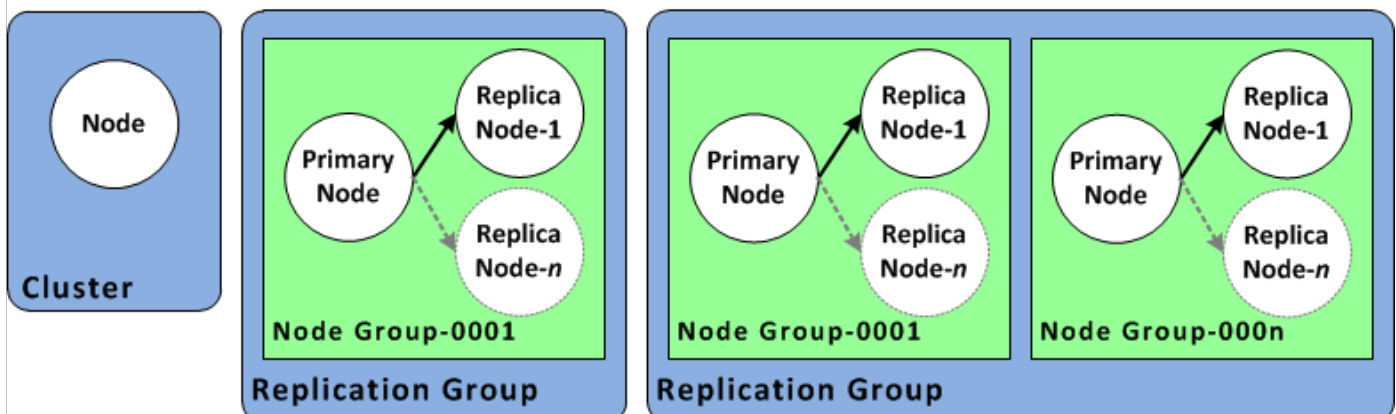 Node
Cluster
Primary
Node
Replica
Node-1
Replica
Node-n
Node Group-0001
Replication Group
Primary
Node
Replica
Node-1
Replica
Node-n
Node Group-0001
Primary
Node
Replica
Node-1
Replica
Node-n
Node Group-000n
Replication Group